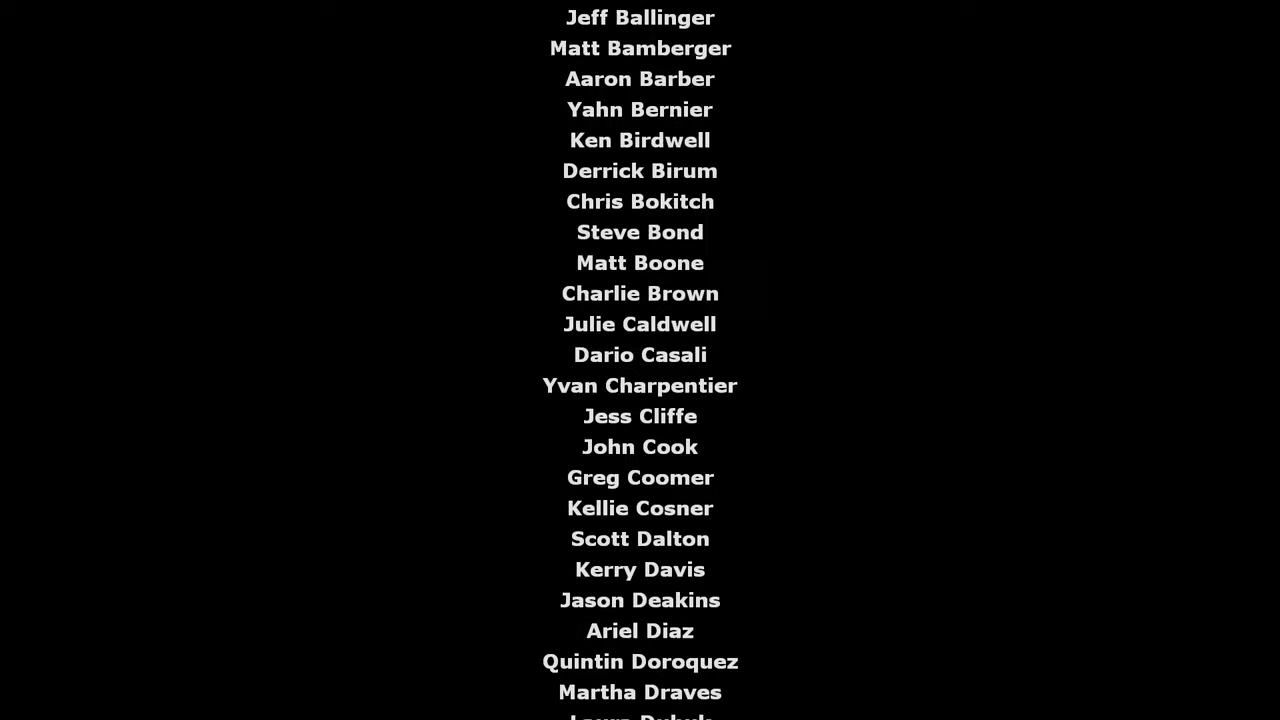 Jeff Ballinger
Matt Bamberger
Aaron Barber
Yahn Bernier
Ken Birdwell
Derrick Birum
Chris Bokitch
Steve Bond
Matt Boone
Charlie Brown
Julie Caldwell
Dario Casali
Yvan Charpentier
Jess Cliffe
John Cook
Greg Coomer
Kellie Cosner
Scott Dalton
Kerry Davis
Jason Deakins
Ariel Diaz
Quintin Doroquez
Martha Draves